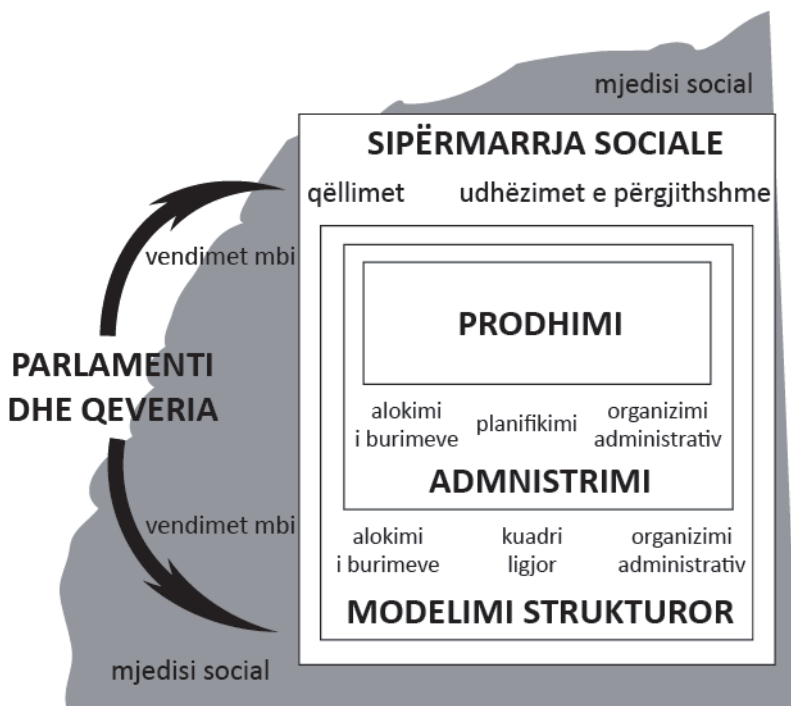 mjedisi social
SIPËRMARRJA SOCIALE
qëllimet udhëzimet e përgjithshme
vendimet mbi
PRODHIMI
PARLAMENTI
DHE QEVERIA
alokimi
i burimeve
planifikimi
organizimi
administrativ
ADMNISTRIMI
vendimet mbi
alokimi
i burimeve
kuadri
ligjor
organizimi
administrativ
MODELIMI STRUKTUROR
mjedisi social